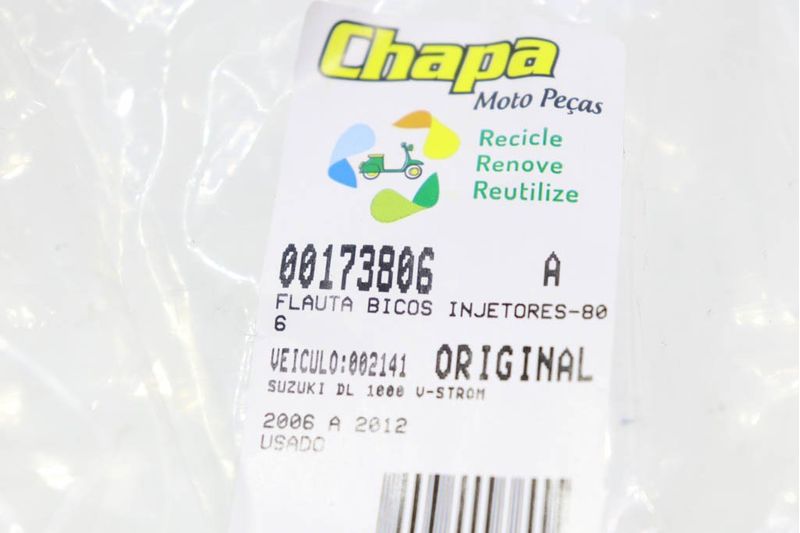 Chapa
Moto Peças
Recicle
Renove
Reutilize
00173806 A
FLAUTA BICOS INJETORES-80
6
VEICULO:002141 ORIGINAL
SUZUKI DL 1000 V-STROM
2006 A 2012
USADO